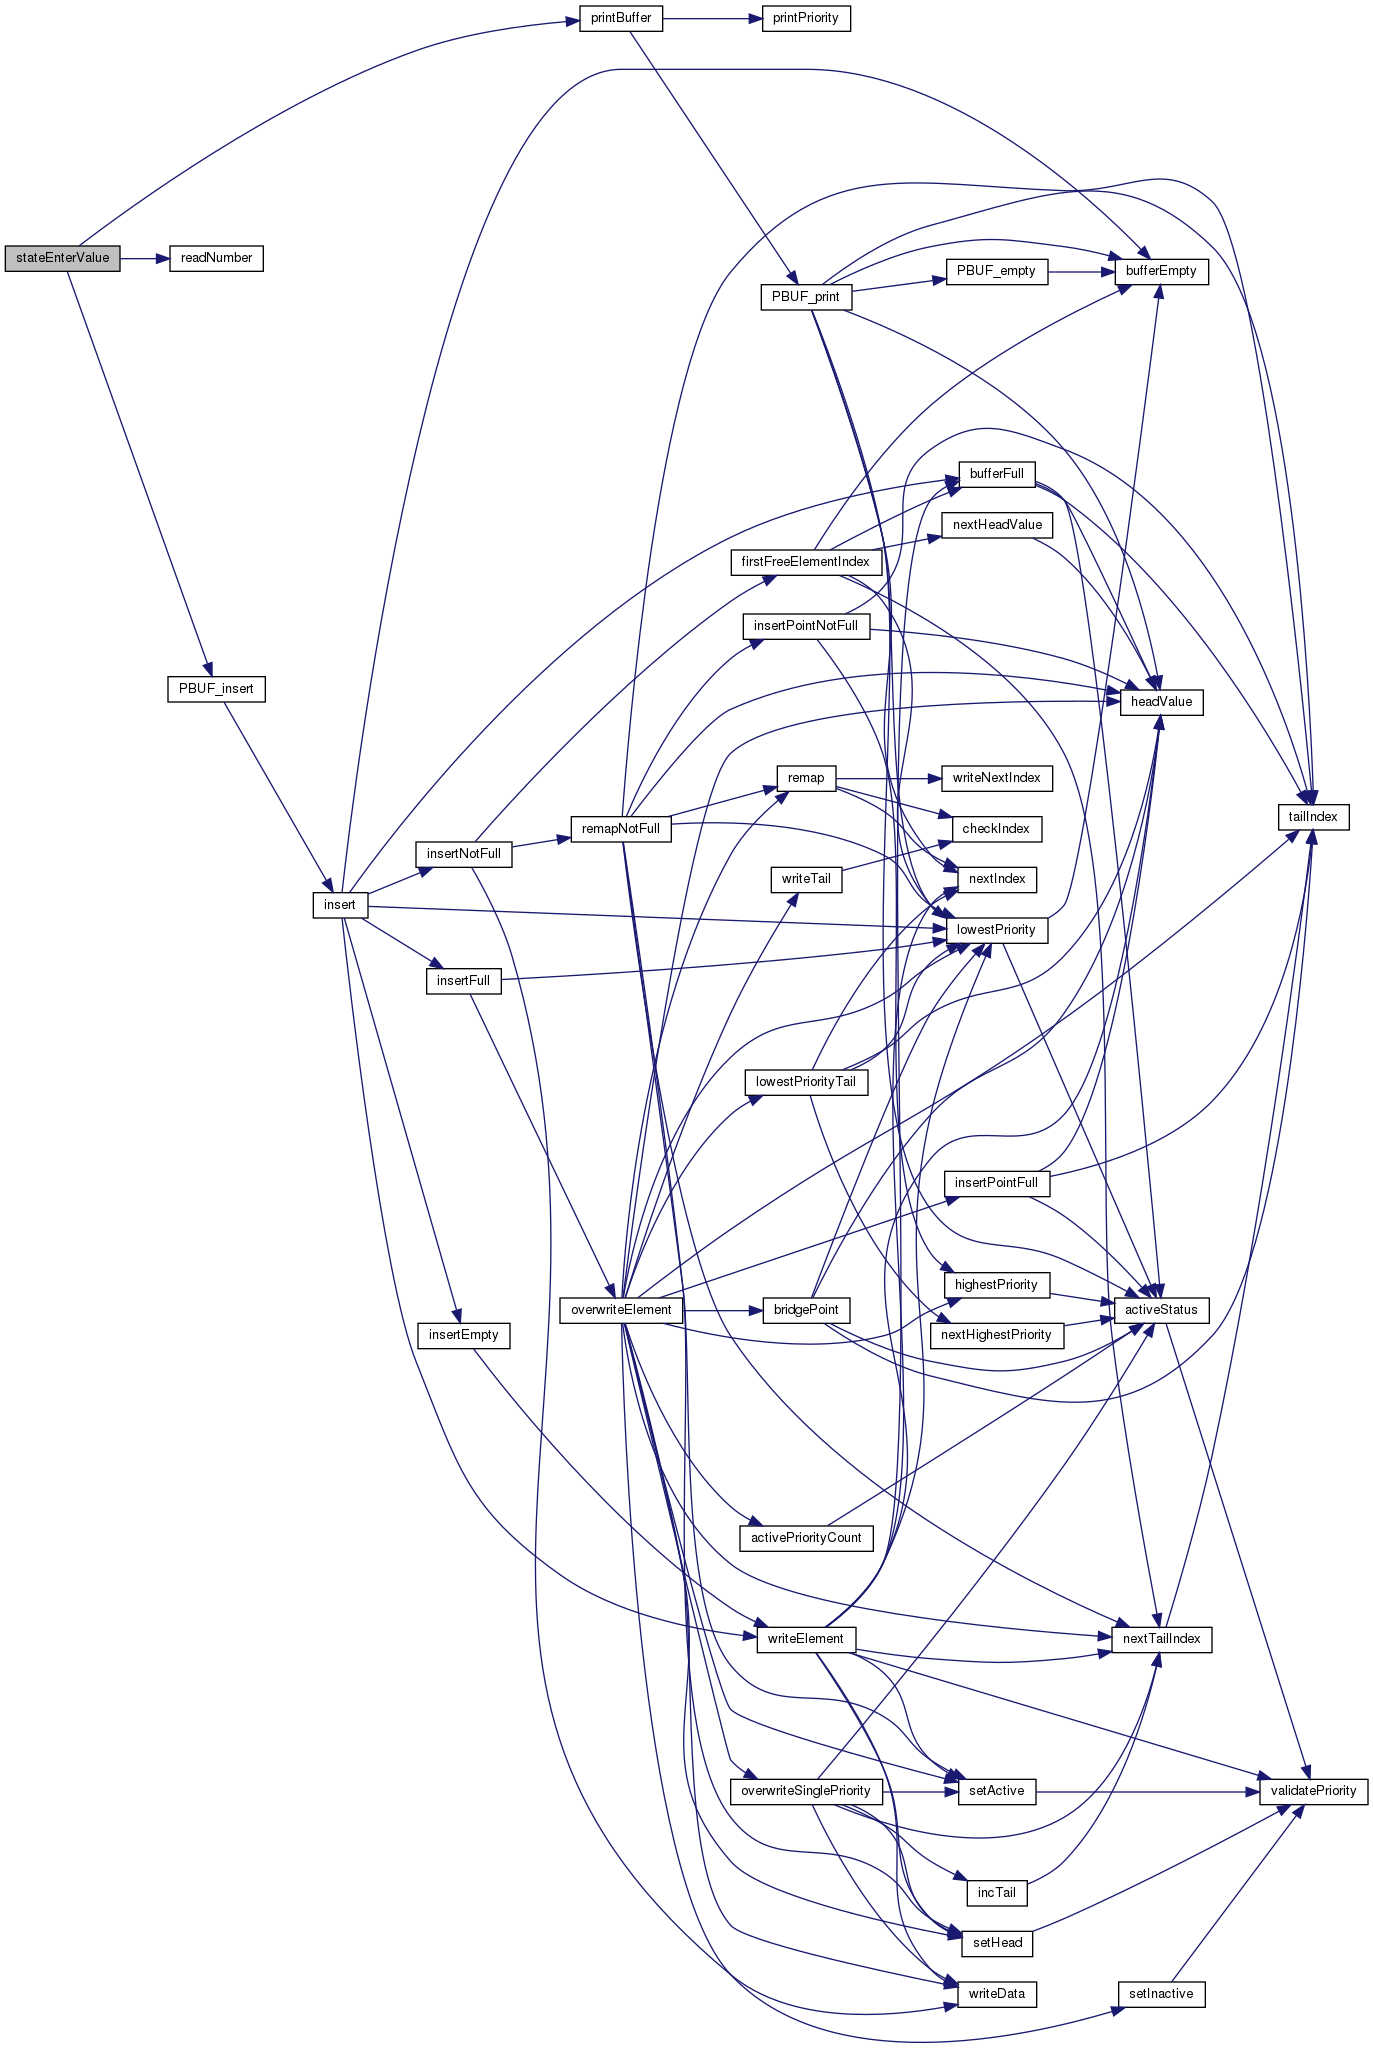 printBuffer
printPriority
stateEnterValue
readNumber
bufferEmpty
PBUF_empty
PBUF_print
bufferFull
nextHeadValue
firstFreeElementIndex
insertPointNotFull
PBUF_insert
headValue
remap
writeNextIndex
tailIndex
remapNotFull
checkIndex
insertNotFull
writeTail
nextIndex
insert
lowestPriority
insertFull
lowestPriorityTail
insertPointFull
highestPriority
overwriteElement
bridgePoint
activeStatus
insertEmpty
nextHighestPriority
activePriorityCount
writeElement
nextTailIndex
overwriteSinglePriority
setActive
validatePriority
incTail
setHead
writeData
setInactive